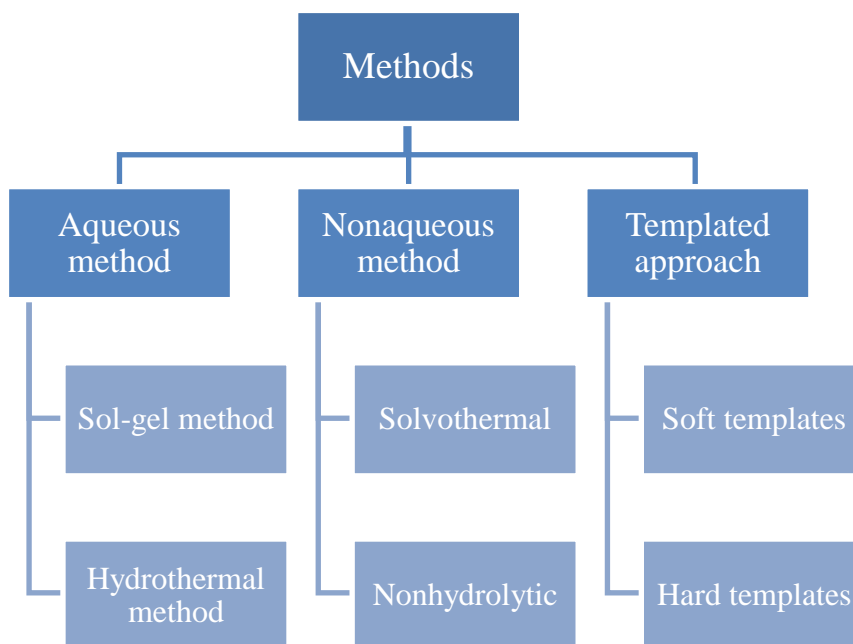 Methods
Aqueous
method
Nonaqueous
method
Templated
approach
Sol-gel method
Solvothermal
Soft templates
Hydrothermal
method
Nonhydrolytic
Hard templates